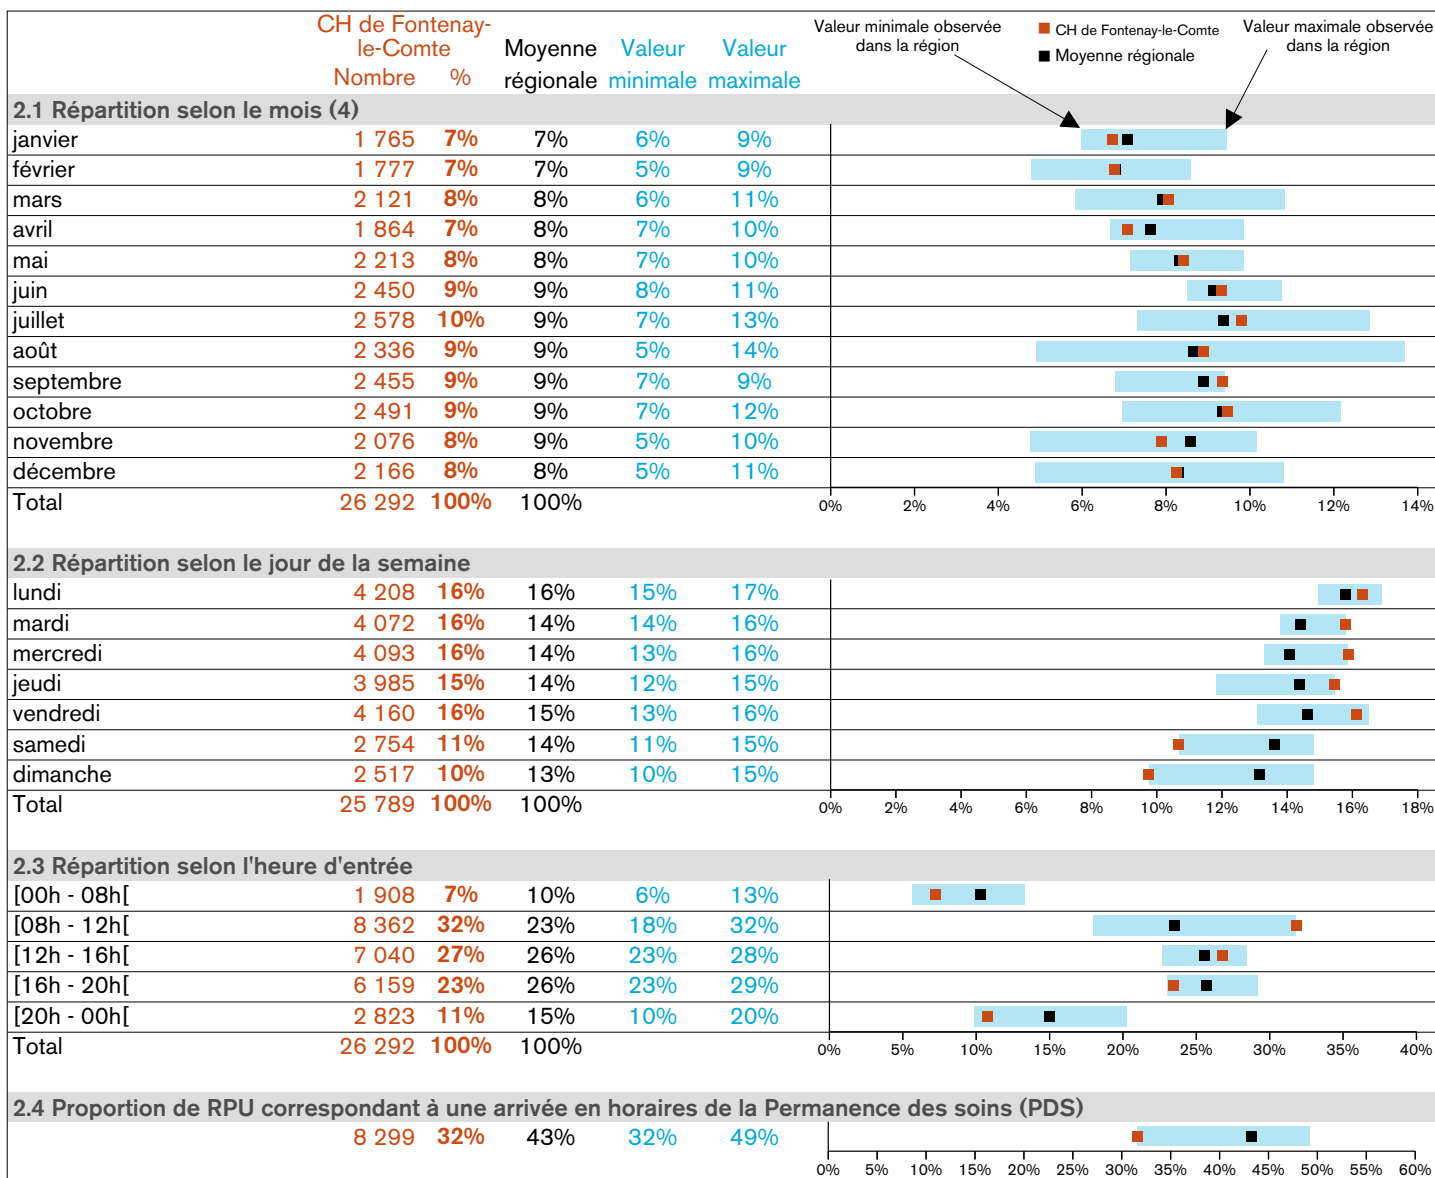 CH de Fontenay-le-Comte Moyenne régionale Valeur minimale Valeur maximale
Nombre %
Valeur minimale observée dans la région
CH de Fontenay-le-Comte
Moyenne régionale
Valeur maximale observée dans la région
2.1 Répartition selon le mois (4)
janvier 1 765 7% 7% 6% 9%
février 1 777 7% 7% 5% 9%
mars 2 121 8% 8% 6% 11%
avril 1 864 7% 8% 7% 10%
mai 2 213 8% 8% 7% 10%
juin 2 450 9% 9% 8% 11%
juillet 2 578 10% 9% 7% 13%
août 2 336 9% 9% 5% 14%
septembre 2 455 9% 9% 7% 9%
octobre 2 491 9% 9% 7% 12%
novembre 2 076 8% 9% 5% 10%
décembre 2 166 8% 8% 5% 11%
Total 26 292 100% 100%
0% 2% 4% 6% 8% 10% 12% 14%
2.2 Répartition selon le jour de la semaine
lundi 4 208 16% 16% 15% 17%
mardi 4 072 16% 14% 14% 16%
mercredi 4 093 16% 14% 13% 16%
jeudi 3 985 15% 14% 12% 15%
vendredi 4 160 16% 15% 13% 16%
samedi 2 754 11% 14% 11% 15%
dimanche 2 517 10% 13% 10% 15%
Total 25 789 100% 100%
0% 2% 4% 6% 8% 10% 12% 14% 16% 18%
2.3 Répartition selon l'heure d'entrée
[00h - 08h[ 1 908 7% 10% 6% 13%
[08h - 12h[ 8 362 32% 23% 18% 32%
[12h - 16h[ 7 040 27% 26% 23% 28%
[16h - 20h[ 6 159 23% 26% 23% 29%
[20h - 00h[ 2 823 11% 15% 10% 20%
Total 26 292 100% 100%
0% 5% 10% 15% 20% 25% 30% 35% 40%
2.4 Proportion de RPU correspondant à une arrivée en horaires de la Permanence des soins (PDS)
8 299 32% 43% 32% 49%
0% 5% 10% 15% 20% 25% 30% 35% 40% 45% 50% 55% 60%